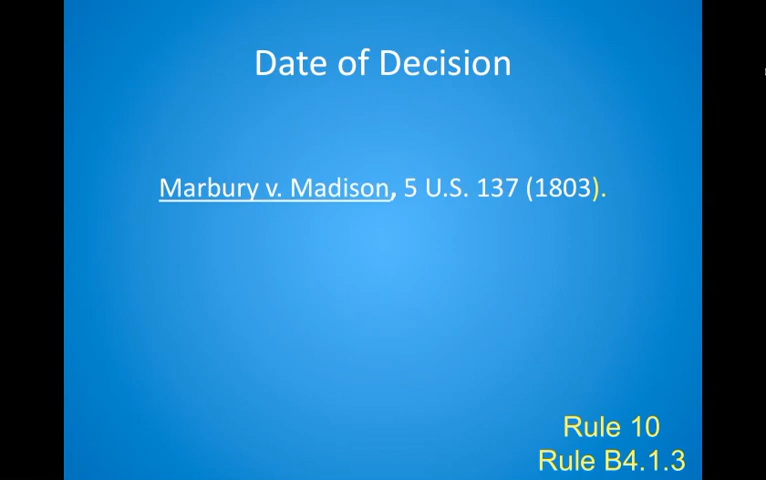 Date of Decision
Marbury v. Madison, 5 U.S. 137 (1803).
Rule 10
Rule B4.1.3